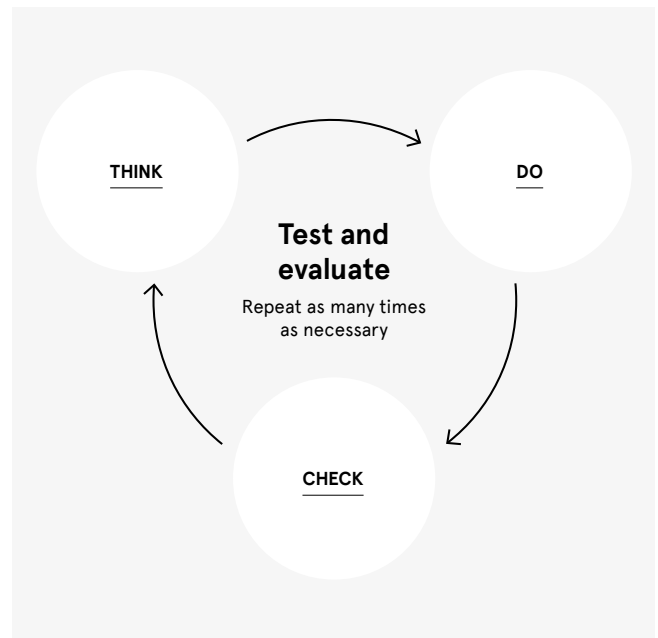 THINK
DO
Test and
evaluate
Repeat as many times
as necessary
CHECK